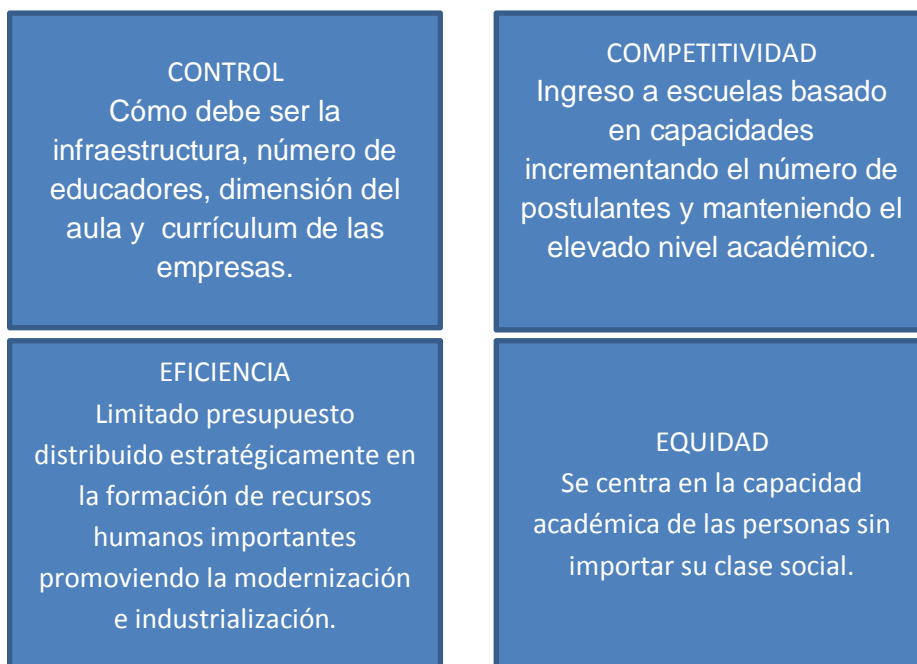 CONTROL
Cómo debe ser la
infraestructura, número de
educadores, dimensión del
aula y currículum de las
empresas.
COMPETITIVIDAD
Ingreso a escuelas basado
en capacidades
incrementando el número de
postulantes y manteniendo el
elevado nivel académico.
EFICIENCIA
Limitado presupuesto
distribuido estratégicamente en
la formación de recursos
humanos importantes
promoviendo la modernización
e industrialización.
EQUIDAD
Se centra en la capacidad
académica de las personas sin
importar su clase social.